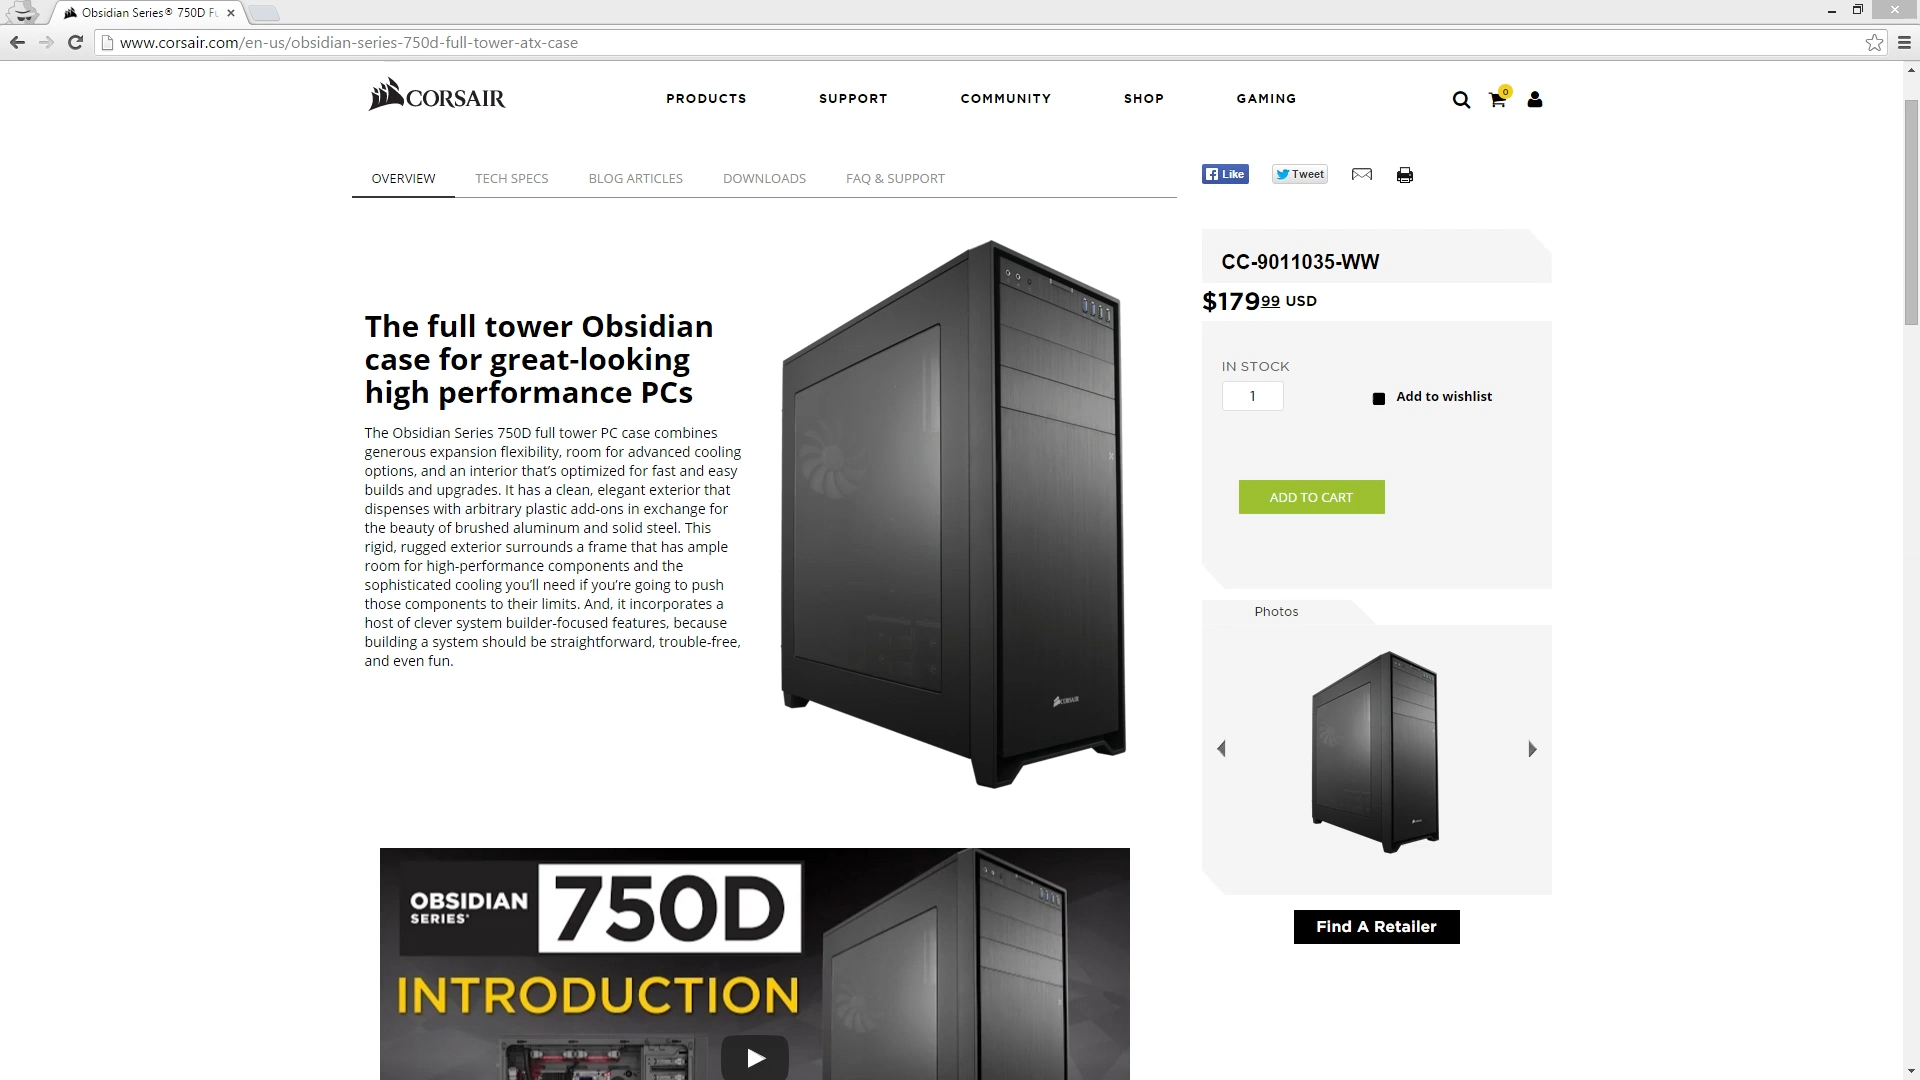 Obsidian Series® 750D Fu
www.corsair.com/en-us/obsidian-series-750d-full-tower-atx-case
CORSAIR
PRODUCTS
SUPPORT
COMMUNITY
SHOP
GAMING
0
OVERVIEW
TECH SPECS
BLOG ARTICLES
DOWNLOADS
FAQ & SUPPORT
Like
Tweet
The full tower Obsidian
case for great-looking
high performance PCs
The Obsidian Series 750D full tower PC case combines
generous expansion flexibility, room for advanced cooling
options, and an interior that's optimized for fast and easy
builds and upgrades. It has a clean, elegant exterior that
dispenses with arbitrary plastic add-ons in exchange for
the beauty of brushed aluminum and solid steel. This
rigid, rugged exterior surrounds a frame that has ample
room for high-performance components and the
sophisticated cooling you'll need if you're going to push
those components to their limits. And, it incorporates a
host of clever system builder-focused features, because
building a system should be straightforward, trouble-free,
and even fun.
CORSAIR
CC-9011035-WW
$179 99 USD
IN STOCK
1
Add to wishlist
ADD TO CART
Photos
Find A Retailer
OBSIDIAN
SERIES®
750D
INTRODUCTION